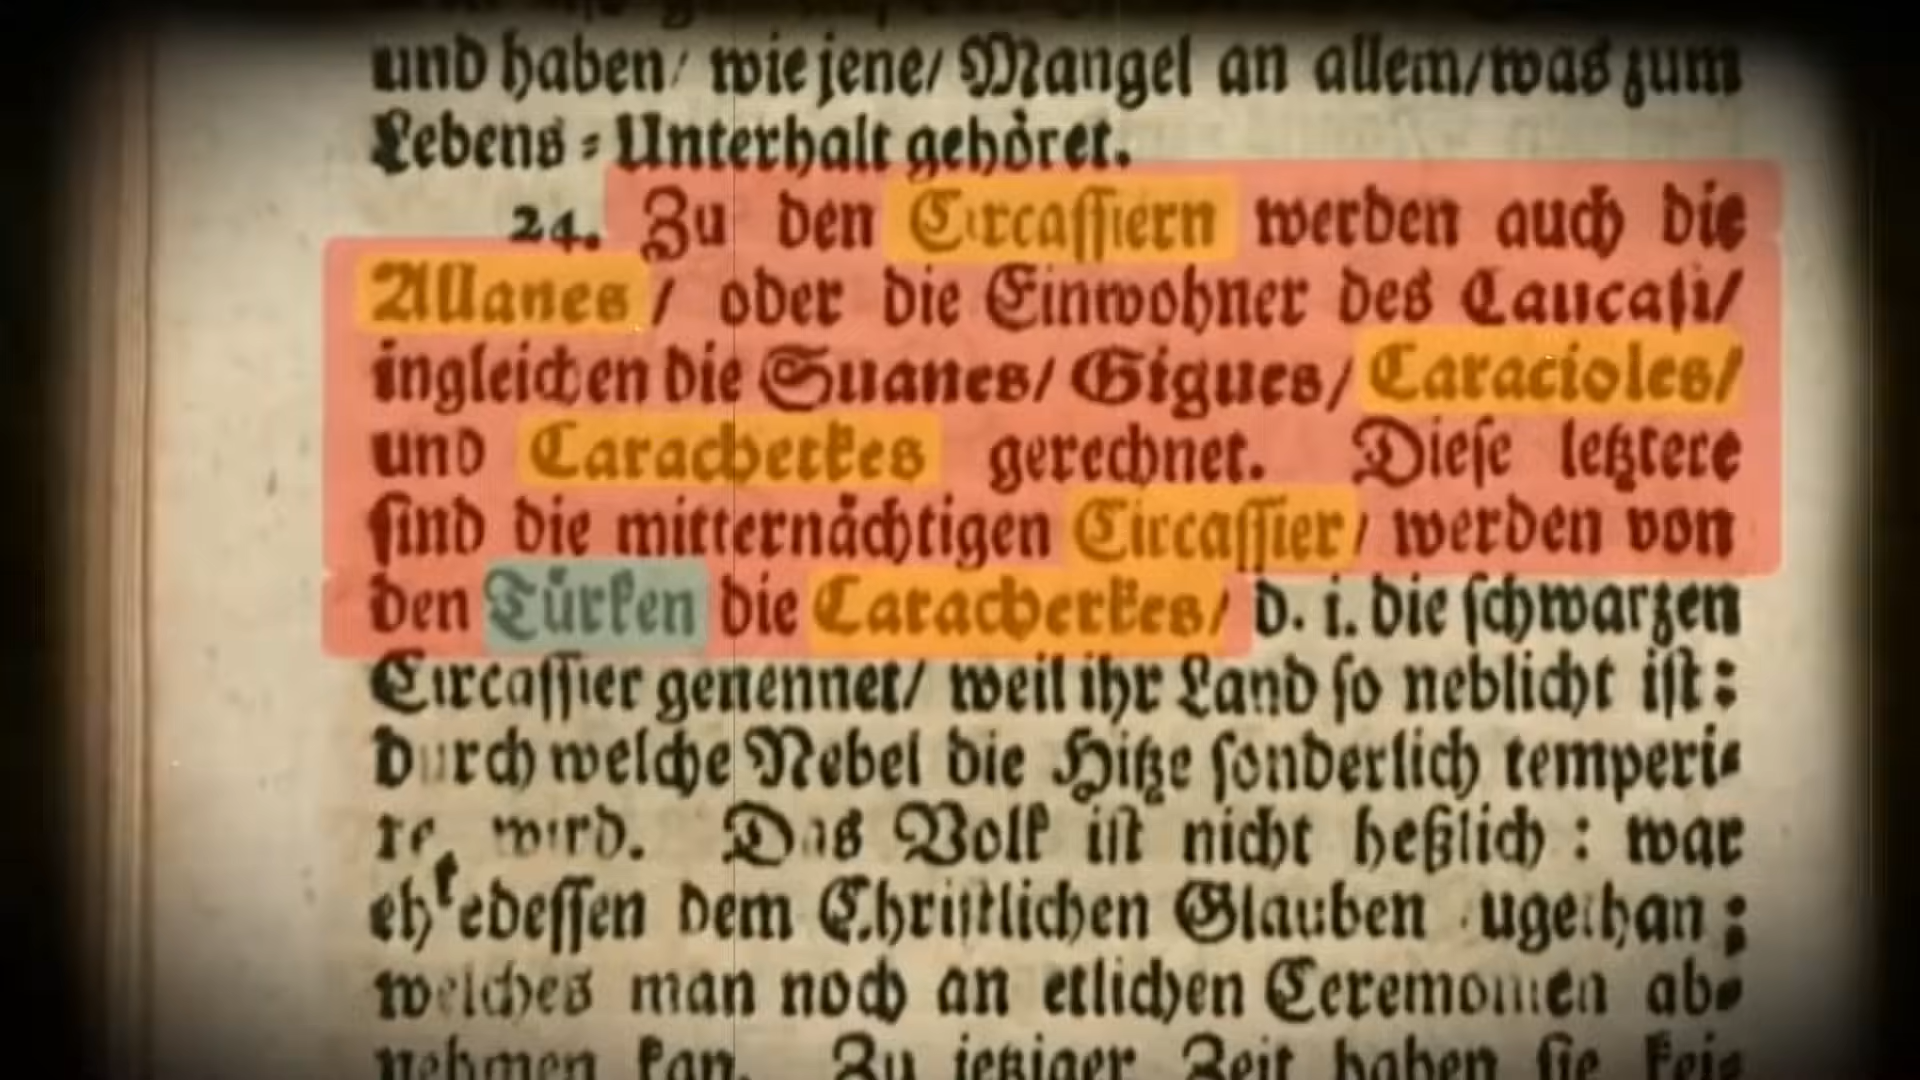 und haben/ wie jene/ Mangel an allem/was zum
Lebens=Unterhalt gehöret.
24. Zu den Circassiern werden auch die
Allanes/ oder die Einwohner des Caucasi/
ingleichen die Suanes/ Gigues/ Caracioles/
und Caracherkes gerechnet. Diese letztere
sind die mitternächtigen Circassier/ werden von
den Türken die Caracherkes/ d. i. die schwarzen
Circassier genennet/ weil ihr Land so neblicht ist:
durch welche Nebel die Hitze sonderlich temperi=
ret wird. Das Volk ist nicht heßlich: war
ehedessen dem Christlichen Glauben zugethan;
welches man noch an etlichen Ceremonien ab=
nehmen kan. Zu jetziger Zeit haben sie kei=